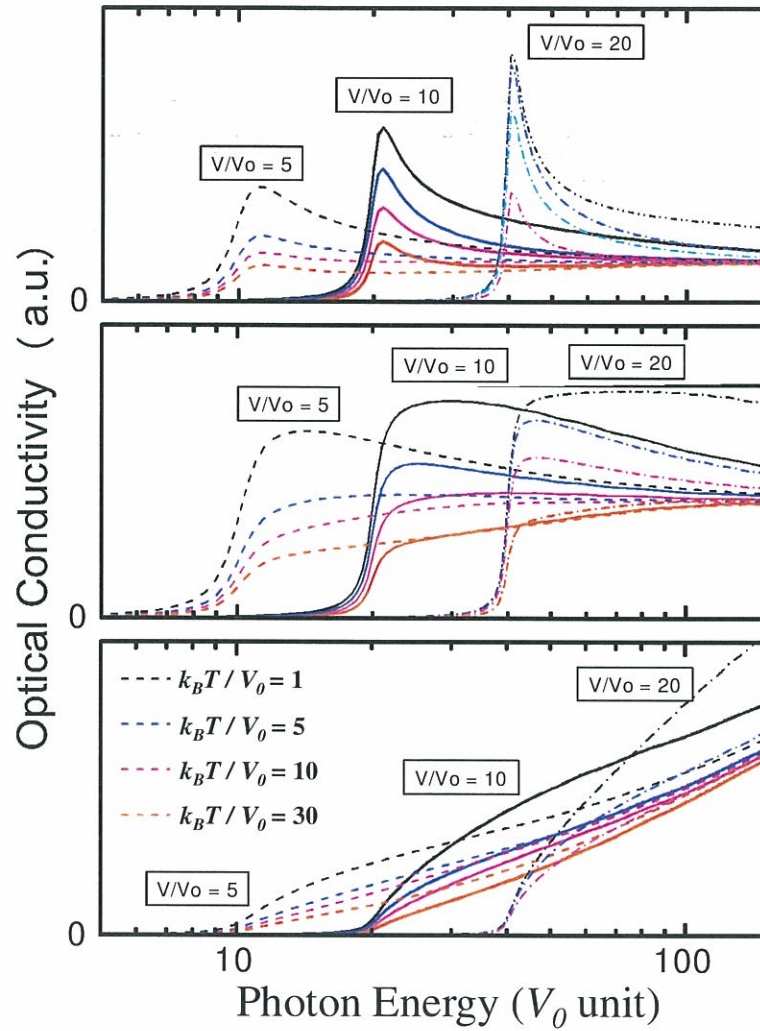 V/Vo = 20
V/Vo = 10
V/Vo = 5
0
V/Vo = 10
V/Vo = 20
V/Vo = 5
0
k_BT / V_0 = 1
k_BT / V_0 = 5
k_BT / V_0 = 10
k_BT / V_0 = 30
V/Vo = 20
V/Vo = 10
V/Vo = 5
0
10
100
Optical Conductivity (a.u.)
Photon Energy (V_0 unit)